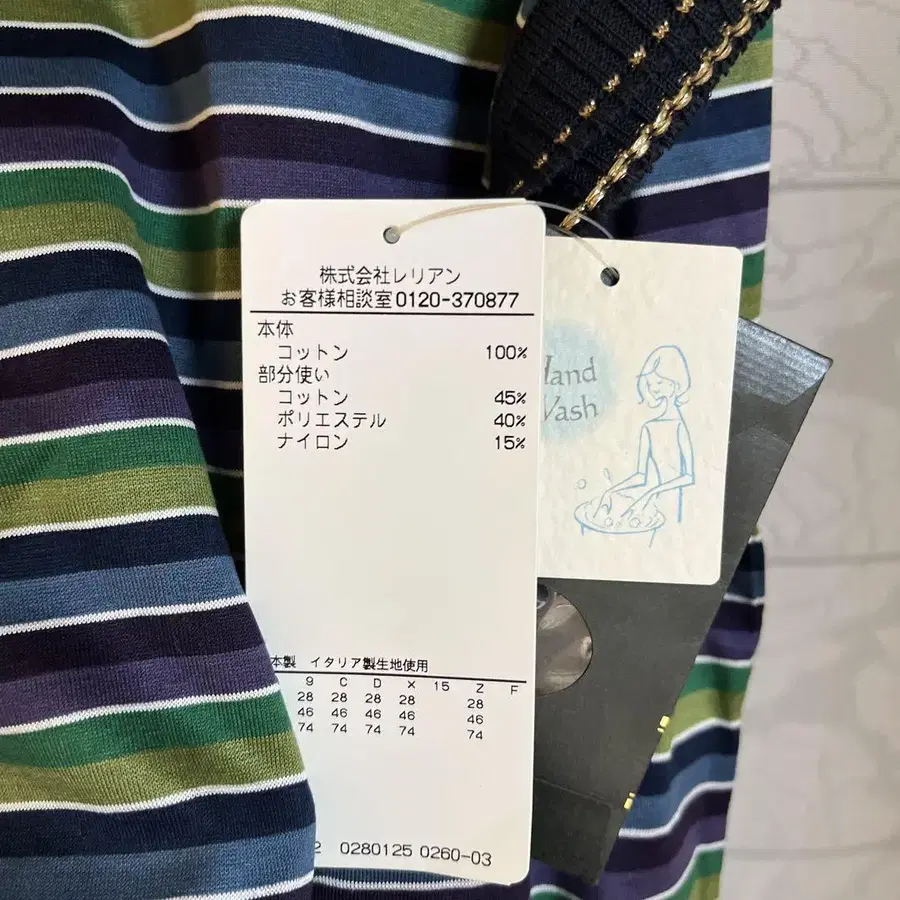 株式会社レリアン
お客様相談室0120-370877
本体
コットン 100%
部分使い
コットン 45%
ポリエステル 40%
ナイロン 15%
本製 イタリア製生地使用
9 C D X 15 Z F
28 28 28 28 28
46 46 46 46 46
74 74 74 74 74
2 0280125 0260-03
Hand
Wash